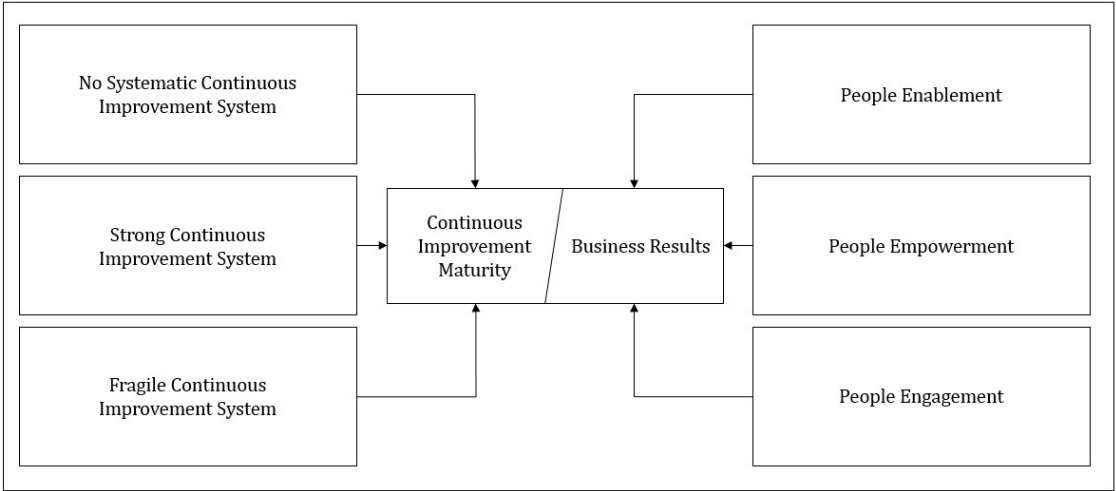 No Systematic Continuous
Improvement System
Strong Continuous
Improvement System
Fragile Continuous
Improvement System
Continuous
Improvement
Maturity
Business Results
People Enablement
People Empowerment
People Engagement